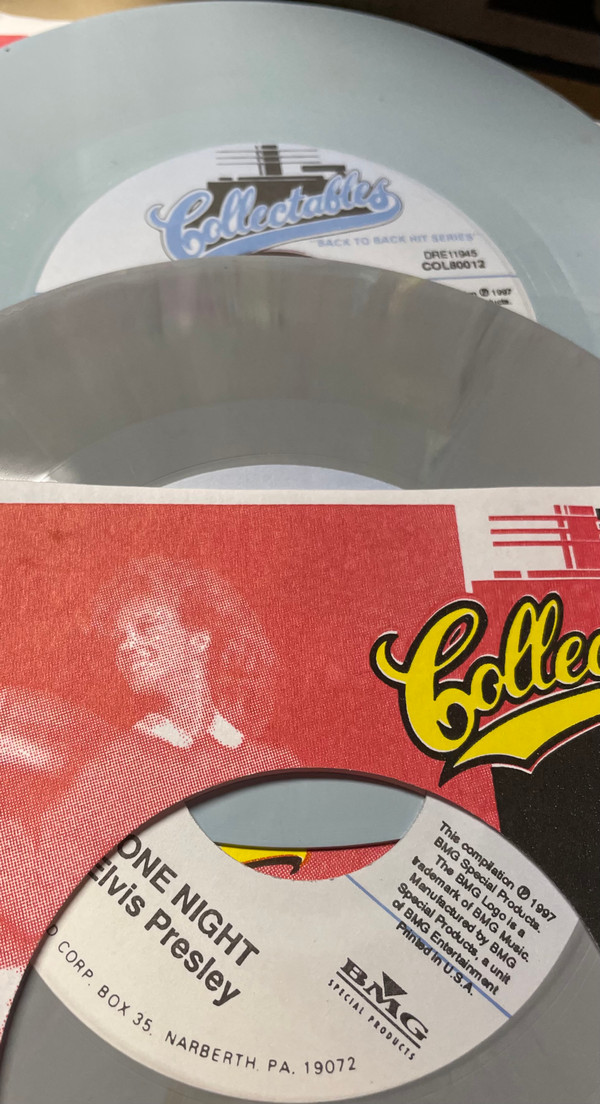 Collectables
"BACK TO BACK HIT SERIES"
DRE11945
COL80012
℗ 1997
Collec
ONE NIGHT
Elvis Presley
This compilation ℗ 1997
BMG Special Products.
The BMG Logo is a
trademark of BMG Music.
Manufactured by BMG
Special Products, a unit
of BMG Entertainment
Printed in U.S.A.
BMG
SPECIAL PRODUCTS
CORP. BOX 35, NARBERTH, PA. 19072